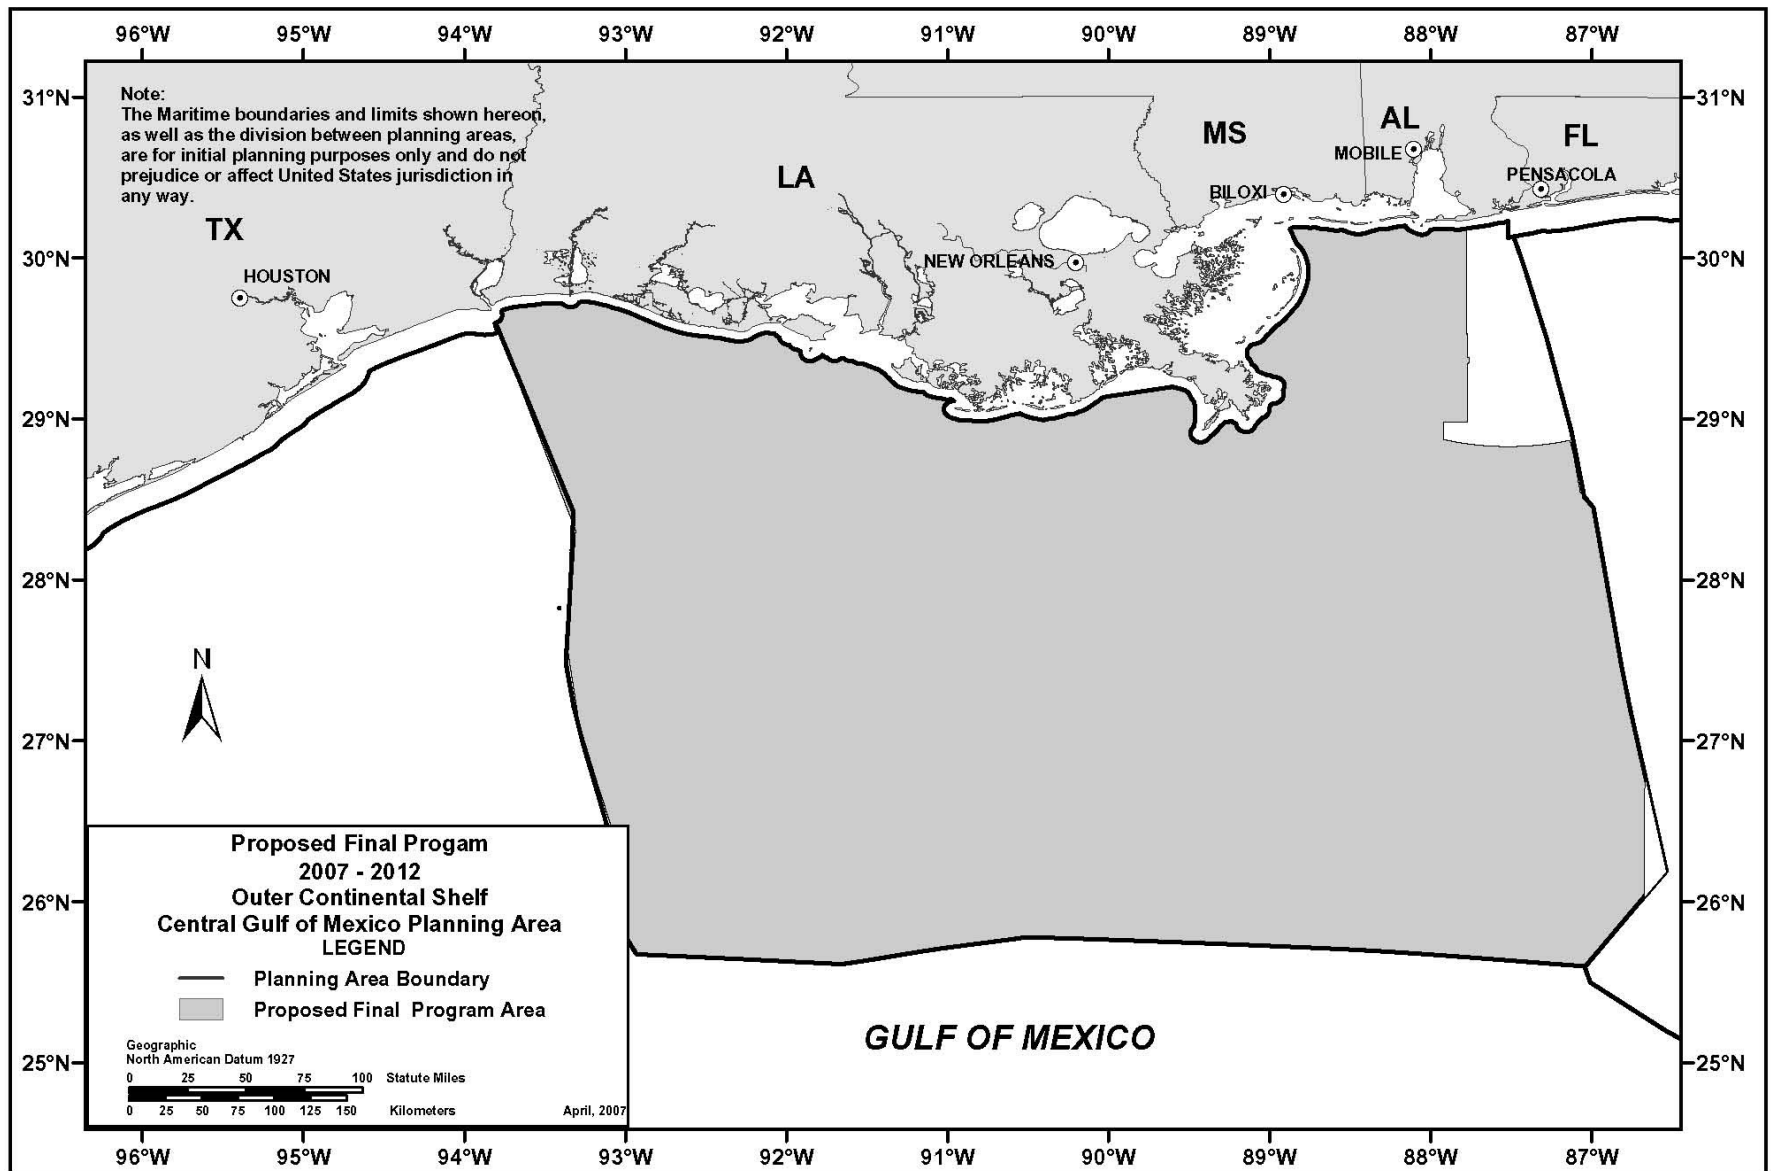 96°W 95°W 94°W 93°W 92°W 91°W 90°W 89°W 88°W 87°W
31°N 31°N
Note:
The Maritime boundaries and limits shown hereon,
as well as the division between planning areas,
are for initial planning purposes only and do not
prejudice or affect United States jurisdiction in
any way.
MS
AL
FL
MOBILE
PENSACOLA
LA
BILOXI
TX
30°N 30°N
NEW ORLEANS
HOUSTON
29°N 29°N
28°N 28°N
N
27°N 27°N
26°N 26°N
Proposed Final Progam
2007 - 2012
Outer Continental Shelf
Central Gulf of Mexico Planning Area
LEGEND
Planning Area Boundary
Proposed Final Program Area
GULF OF MEXICO
Geographic
North American Datum 1927
25°N 25°N
0 25 50 75 100 Statute Miles
0 25 50 75 100 125 150 Kilometers
April, 2007
96°W 95°W 94°W 93°W 92°W 91°W 90°W 89°W 88°W 87°W